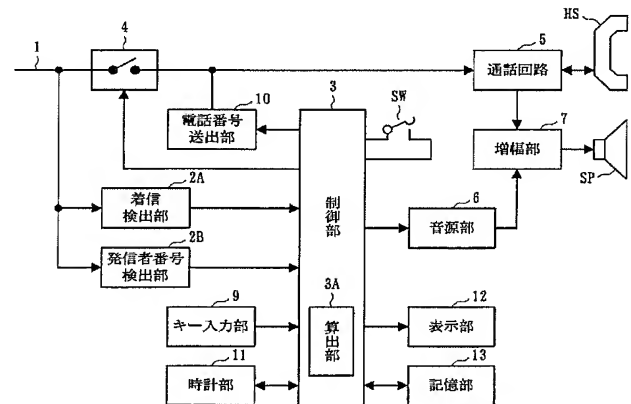 HS
4
5
1
通話回路
3
SW
10
電話番号
送出部
7
増幅部
2A
SP
着信
検出部
制御部
6
音源部
2B
発信者番号
検出部
9
3A
12
キー入力部
算出部
表示部
11
13
時計部
記憶部